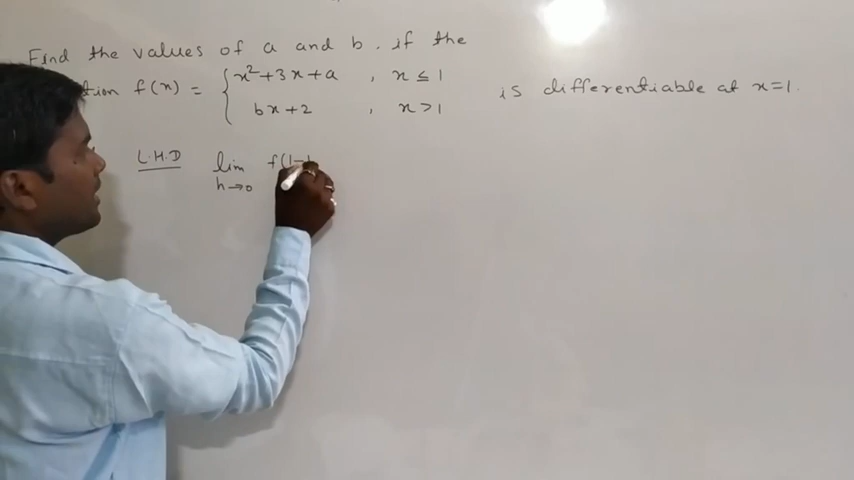 Find the values of a and b, if the
f(x) = { x²+3x+a , x ≤ 1
bx+2 , x>1
is differentiable at x=1.
L.H.D lim f(1-
h→0